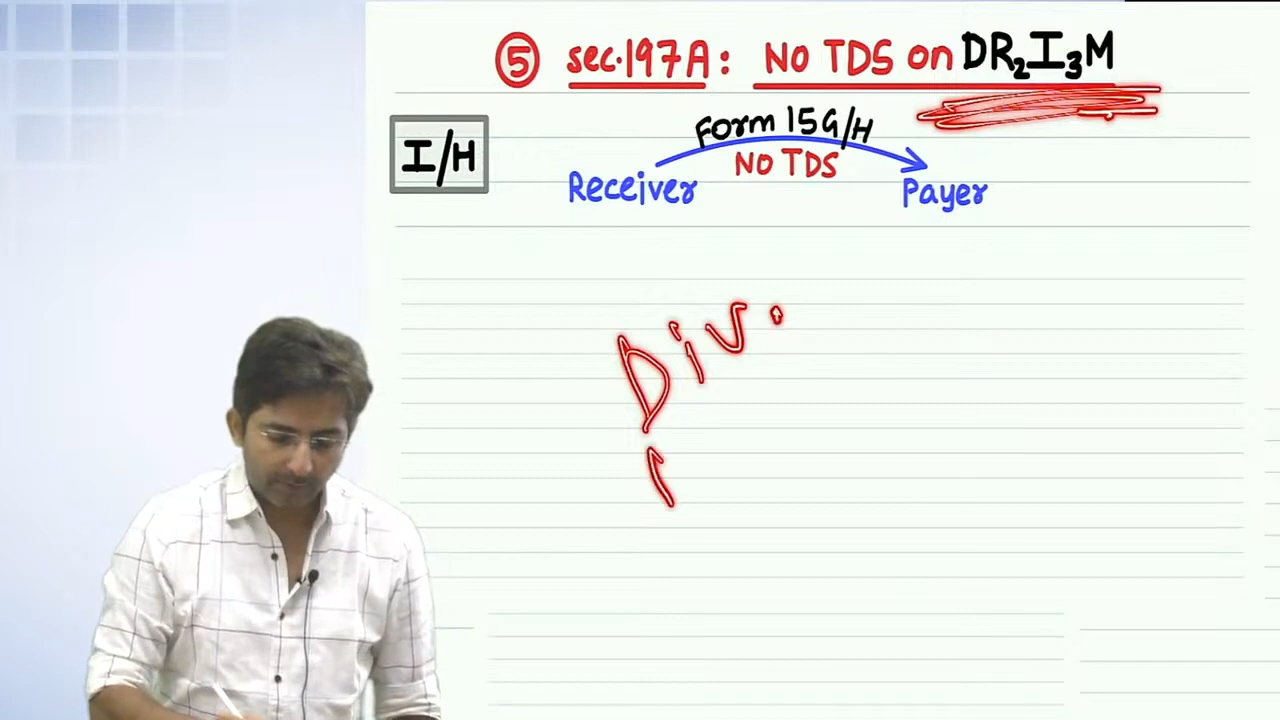 ⑤ sec.197A: NO TDS on DR₂I₃M
I/H
Form 15G/H
NO TDS
Receiver
Payer
Div.